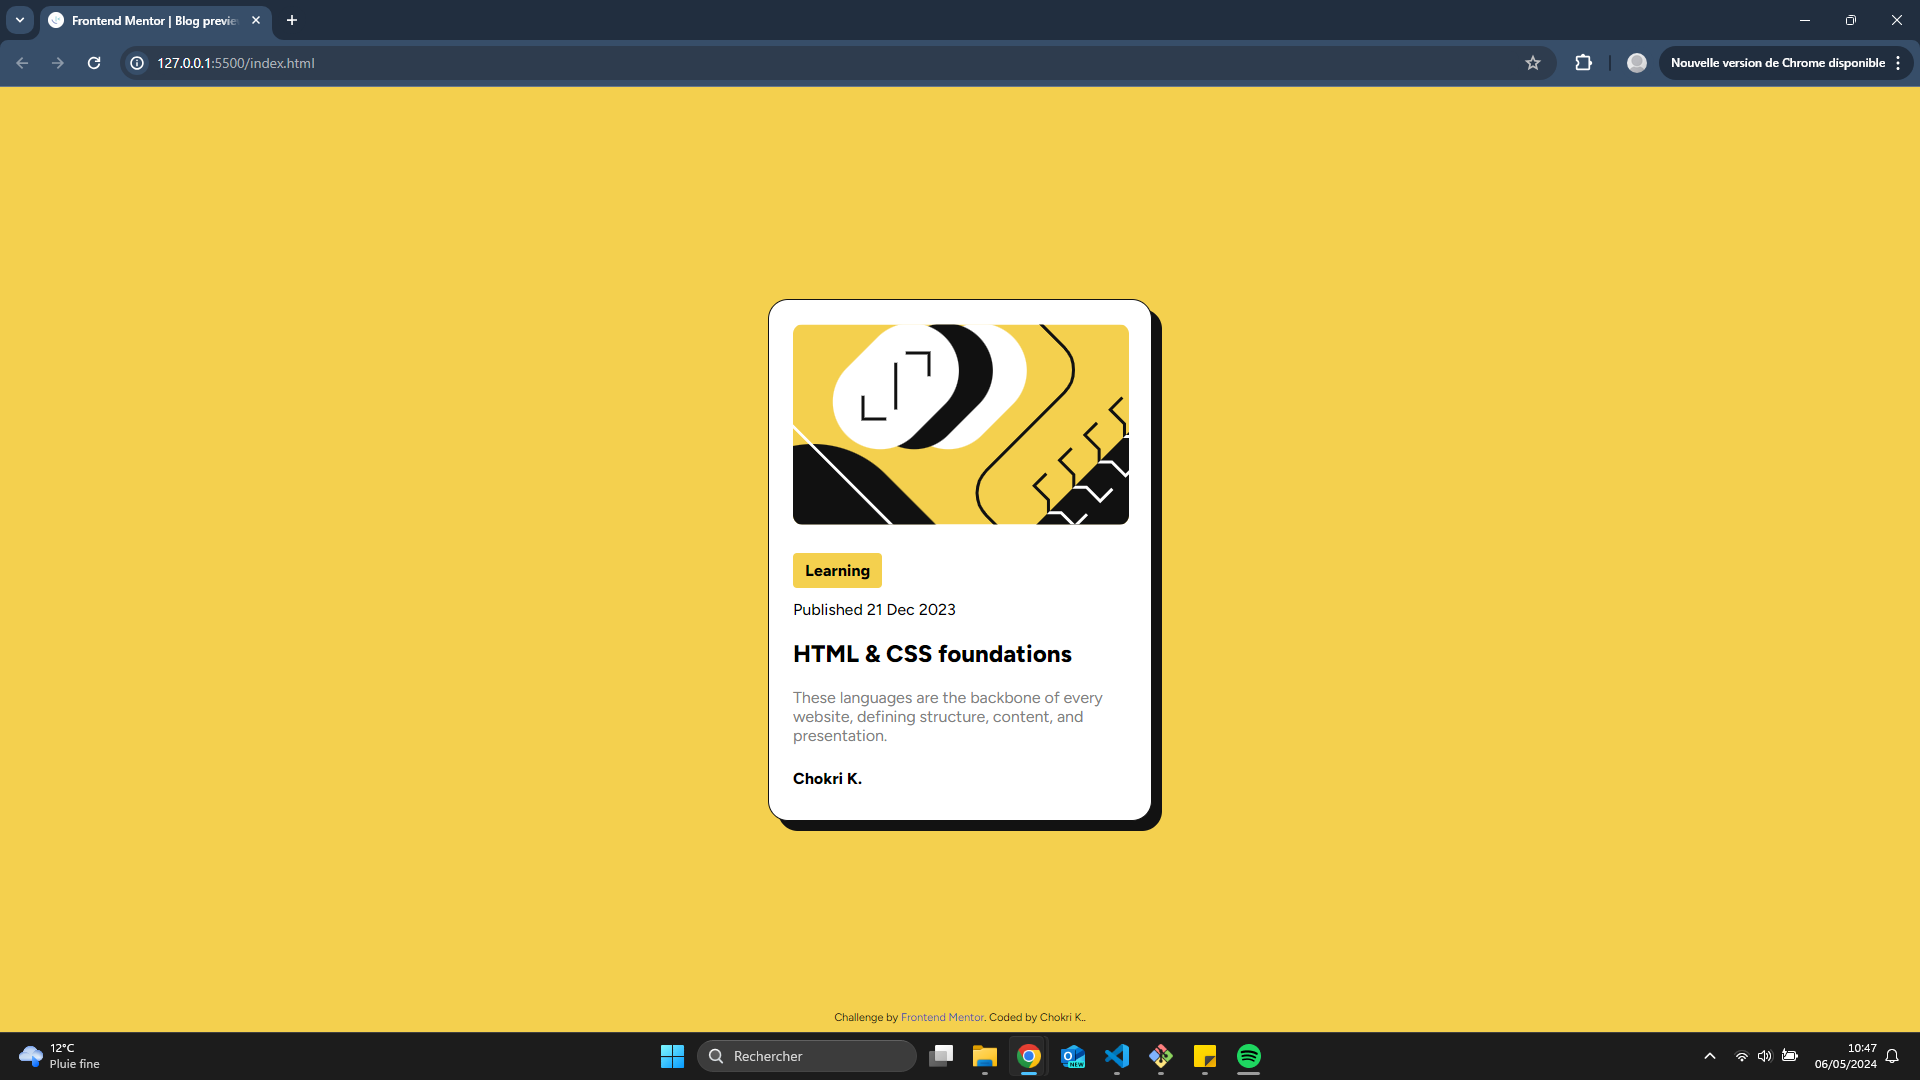 Frontend Mentor | Blog previe
127.0.0.1:5500/index.html
Nouvelle version de Chrome disponible
Learning
Published 21 Dec 2023
HTML & CSS foundations
These languages are the backbone of every
website, defining structure, content, and
presentation.
Chokri K.
Challenge by Frontend Mentor. Coded by Chokri K..
12°C
Pluie fine
Rechercher
NEW
10:47
06/05/2024